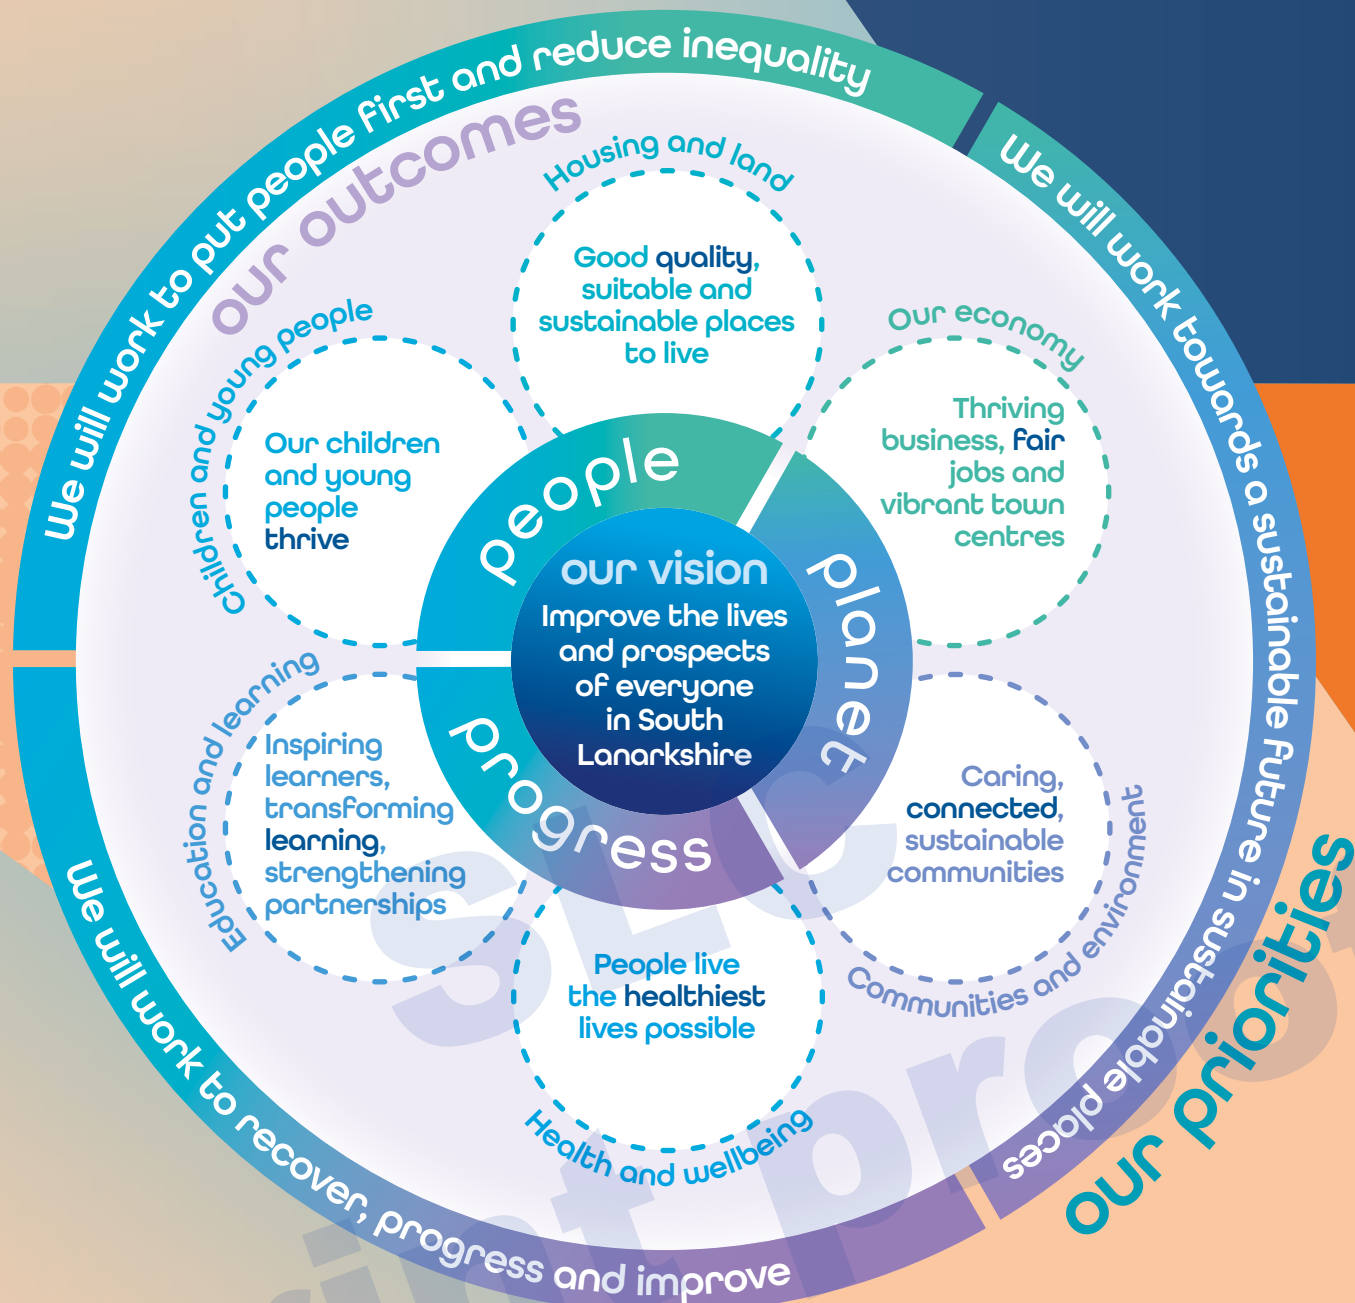 We will work to put people first and reduce inequality
We will work towards a sustainable future in sustainable places
We will work to recover, progress and improve
our priorities
our outcomes
Housing and land
Good quality,
suitable and
sustainable places
to live
Our economy
Thriving
business, fair
jobs and
vibrant town
centres
Communities and environment
Caring,
connected,
sustainable
communities
Health and wellbeing
People live
the healthiest
lives possible
Education and learning
Inspiring
learners,
transforming
learning,
strengthening
partnerships
Children and young people
Our children
and young
people
thrive
people
planet
progress
our vision
Improve the lives
and prospects
of everyone
in South
Lanarkshire
SLC